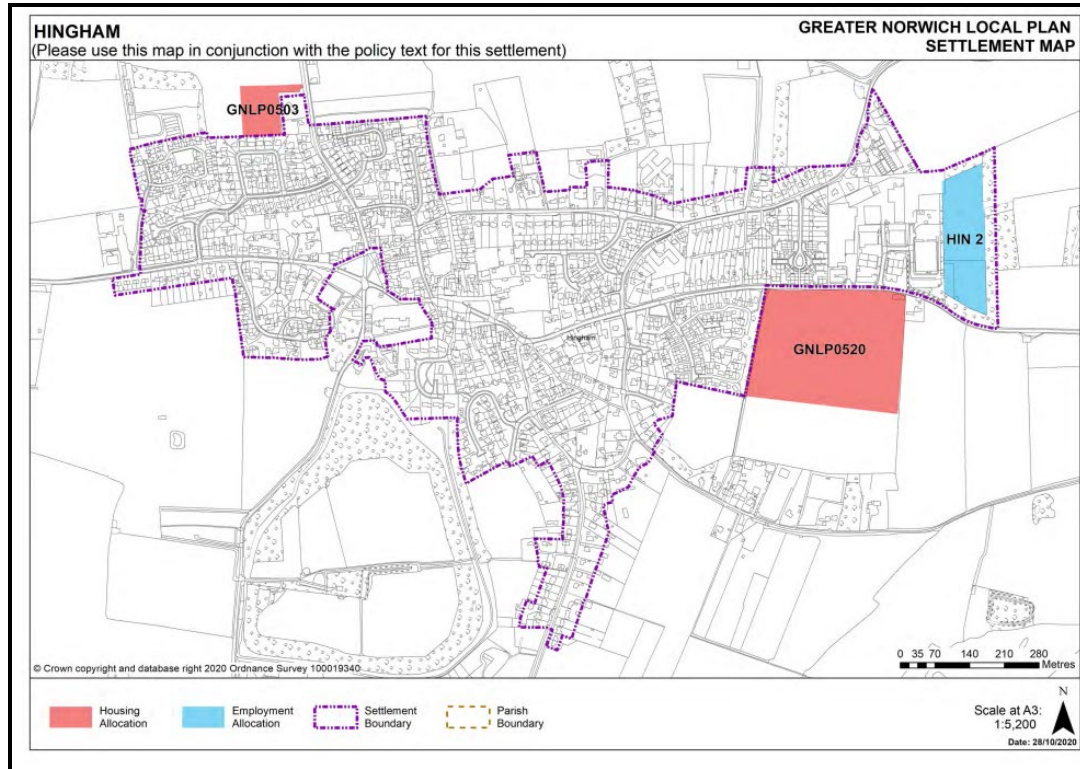 HINGHAM
(Please use this map in conjunction with the policy text for this settlement)
GREATER NORWICH LOCAL PLAN
SETTLEMENT MAP
GNLP0503
HIN 2
Hingham
GNLP0520
© Crown copyright and database right 2020 Ordnance Survey 100019340
0 35 70 140 210 280
Metres
Housing
Allocation
Employment
Allocation
Settlement
Boundary
Parish
Boundary
N
Scale at A3:
1:5,200
Date: 28/10/2020